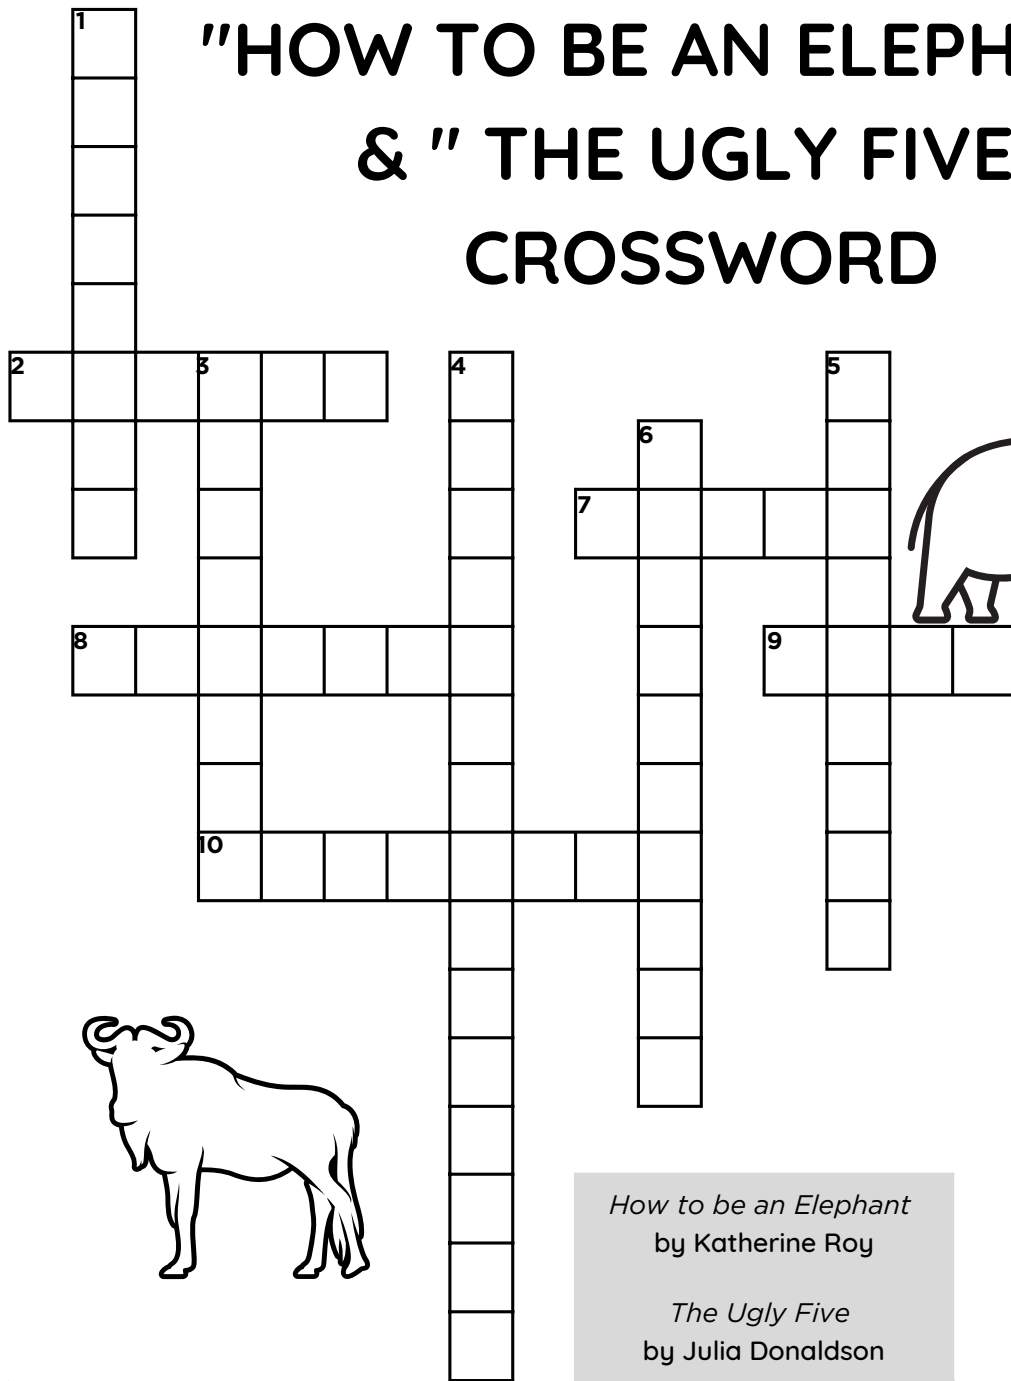 "HOW TO BE AN ELEPH
& " THE UGLY FIVE
CROSSWORD
1
2
3
4
5
6
7
8
9
10
How to be an Elephant
by Katherine Roy
The Ugly Five
by Julia Donaldson